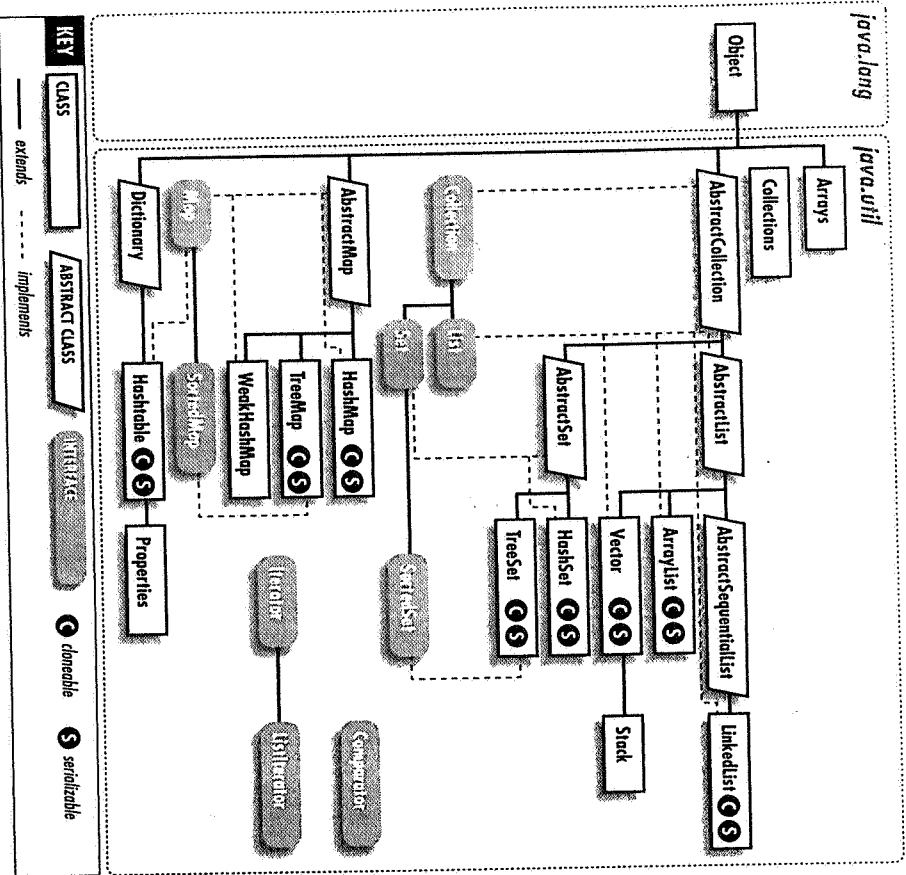 java.lang
Object
java.util
Arrays
Collections
AbstractCollection
AbstractList
AbstractSequentialList
LinkedList C S
ArrayList C S
Vector C S
Stack
AbstractSet
HashSet C S
TreeSet C S
Collection
List
Set
SortedSet
Comparator
AbstractMap
HashMap C S
TreeMap C S
WeakHashMap
Iterator
ListIterator
Map
SortedMap
Dictionary
Hashtable C S
Properties
KEY
CLASS
ABSTRACT CLASS
INTERFACE
C cloneable
S serializable
extends
implements